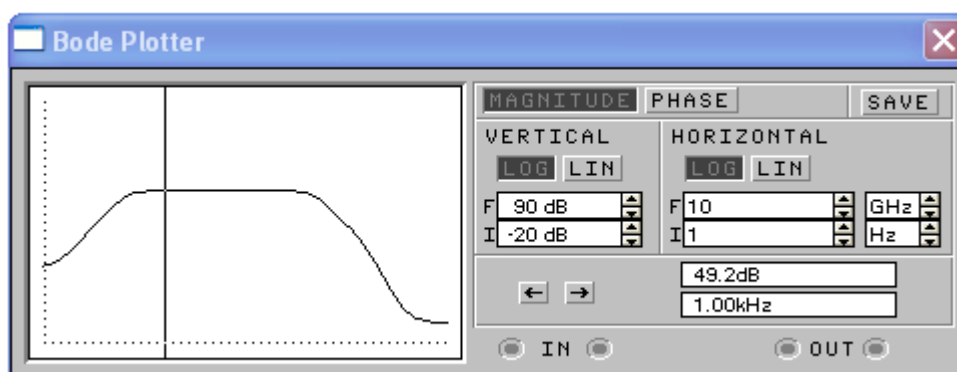 Bode Plotter
MAGNITUDE PHASE SAVE
VERTICAL HORIZONTAL
LOG LIN LOG LIN
F 90 dB F 10 GHz
I -20 dB I 1 Hz
← → 49.2dB
1.00kHz
IN OUT